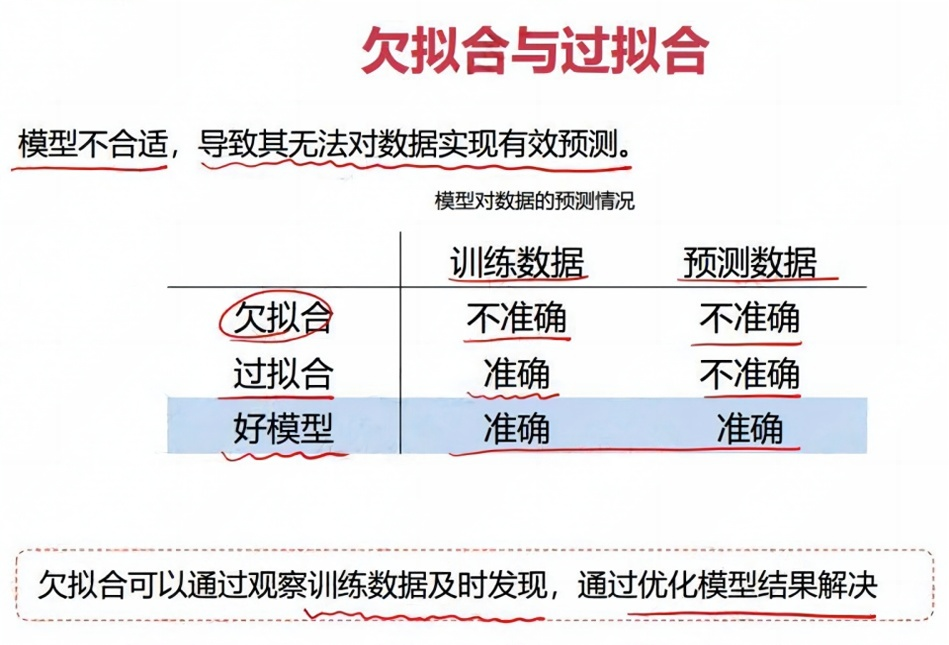 欠拟合与过拟合
模型不合适，导致其无法对数据实现有效预测。
模型对数据的预测情况
训练数据 预测数据
欠拟合 不准确 不准确
过拟合 准确 不准确
好模型 准确 准确
欠拟合可以通过观察训练数据及时发现，通过优化模型结果解决